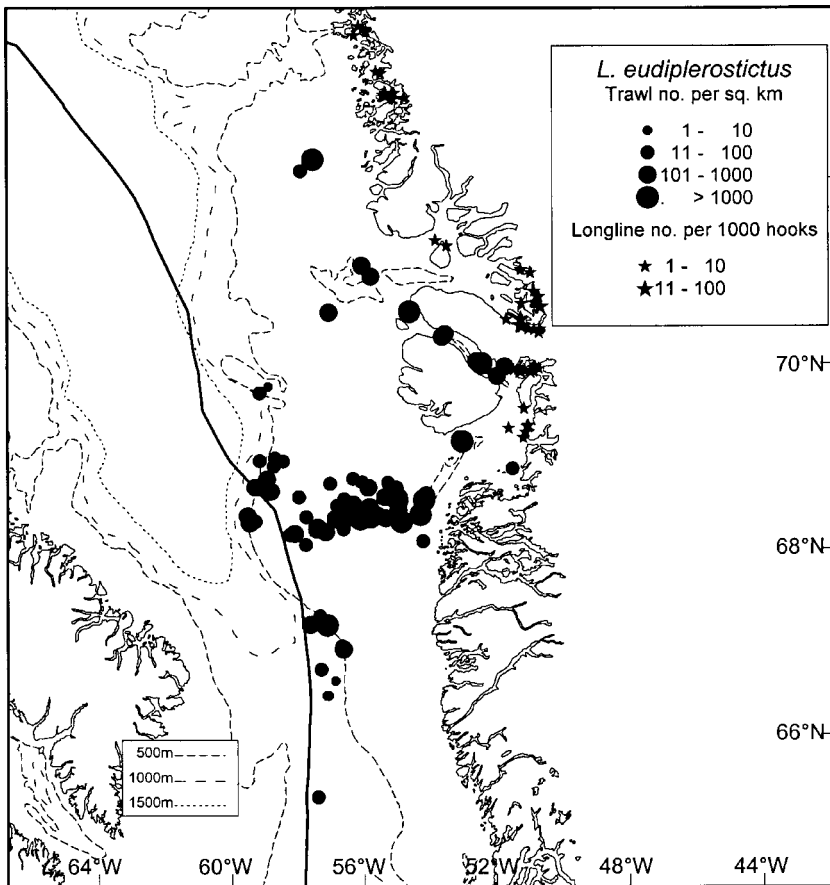 L. eudiplerostictus
Trawl no. per sq. km
1 - 10
11 - 100
101 - 1000
. > 1000
Longline no. per 1000 hooks
1 - 10
11 - 100
70°N
68°N
66°N
500m
1000m
1500m
64°W 60°W 56°W 52°W 48°W 44°W